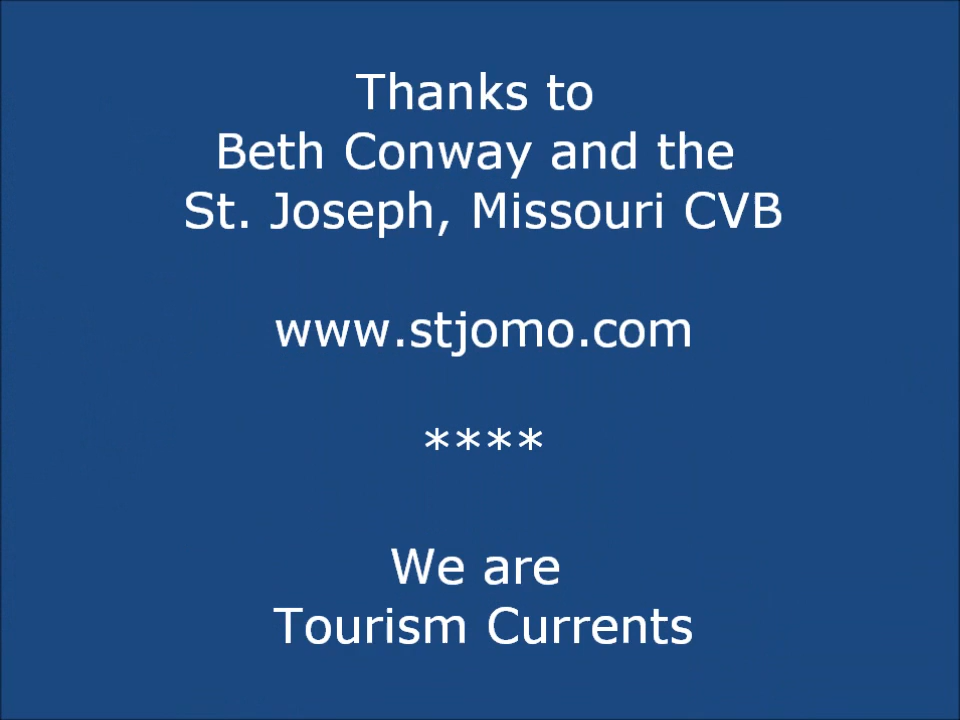 Thanks to
Beth Conway and the
St. Joseph, Missouri CVB
www.stjomo.com
****
We are
Tourism Currents